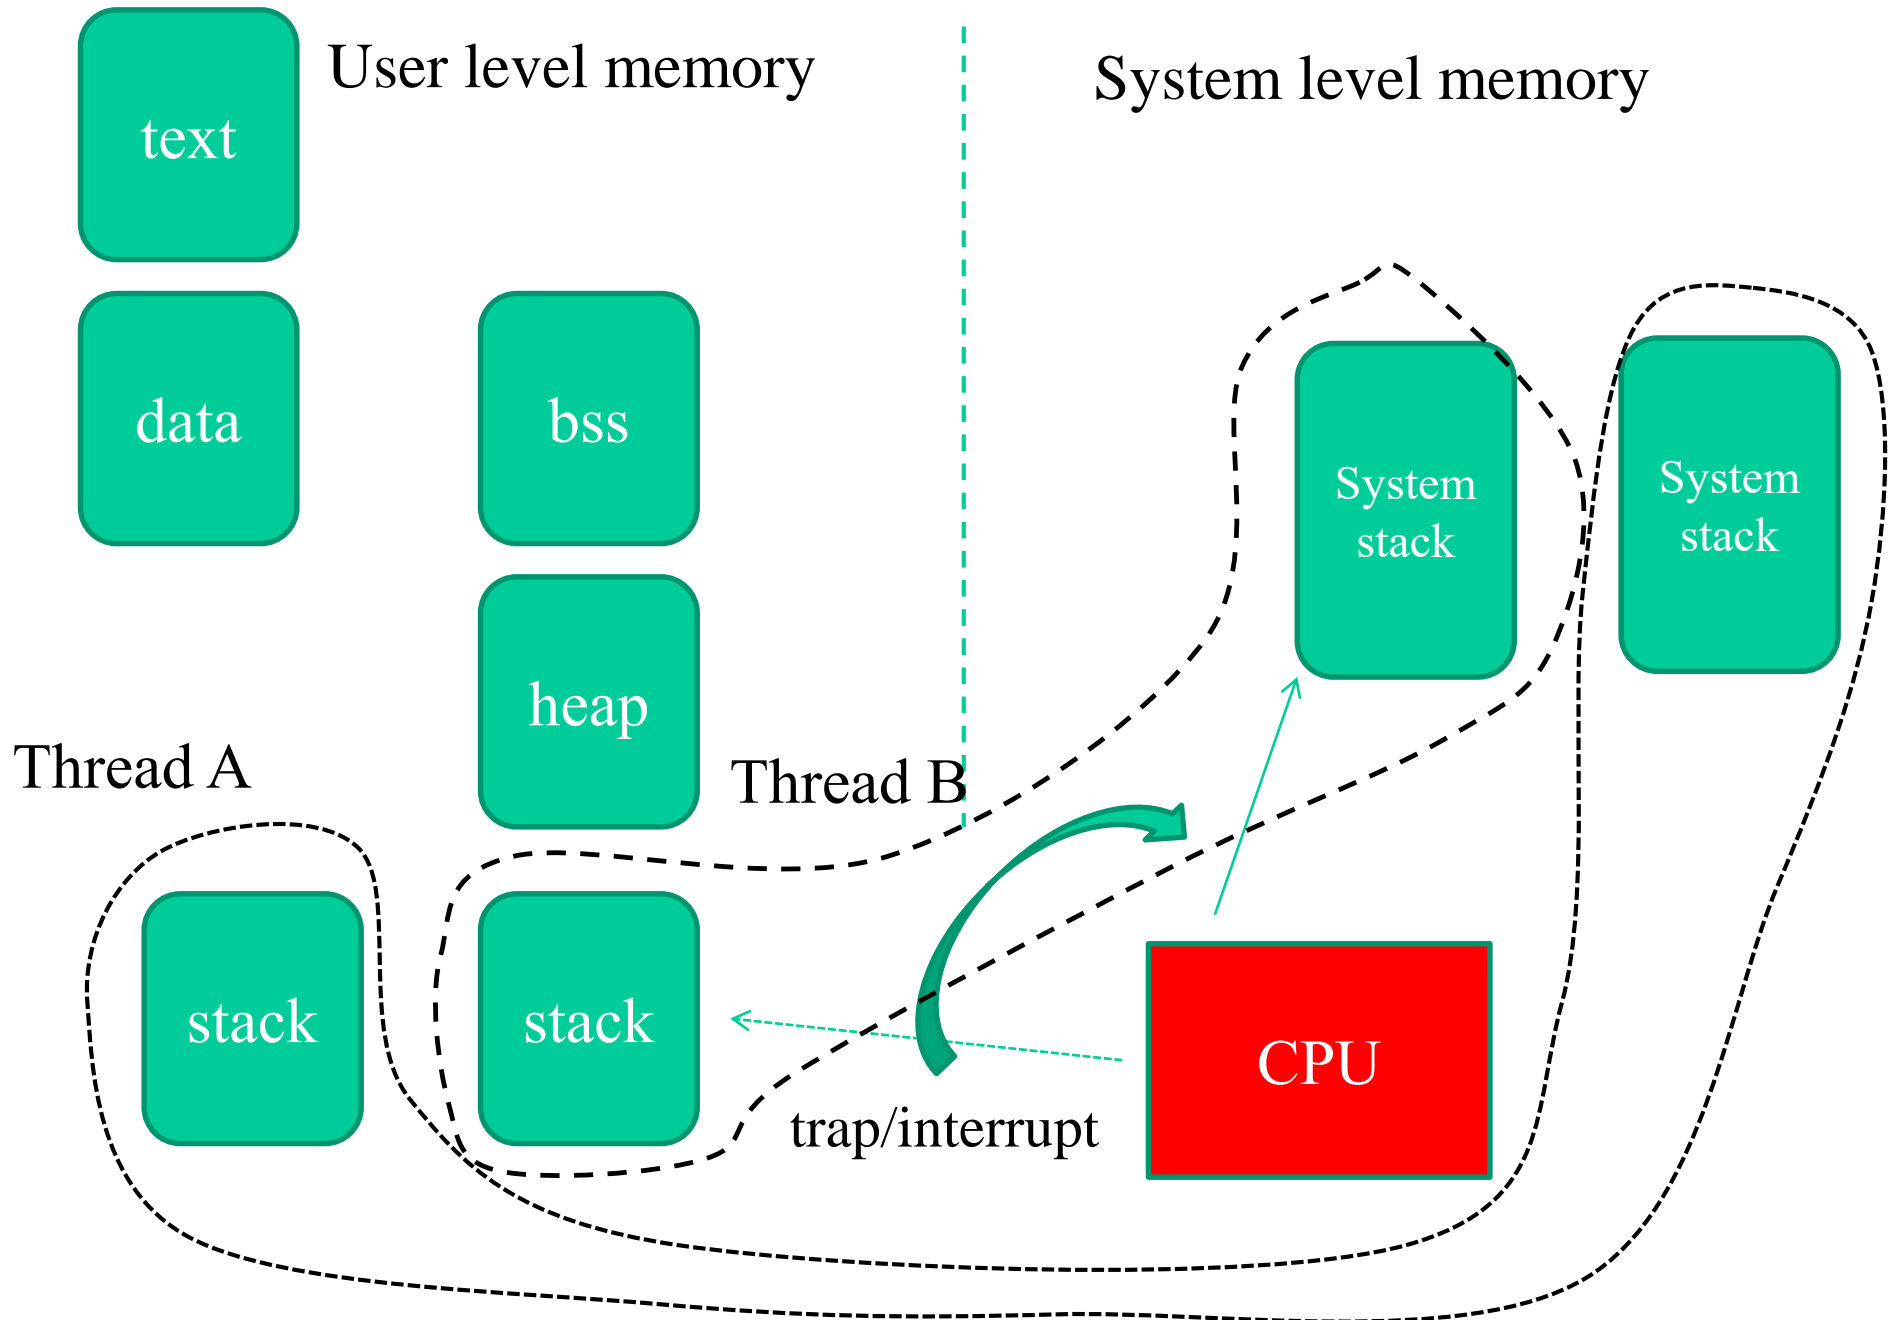 User level memory
System level memory
text
data
bss
System
stack
System
stack
heap
Thread A
Thread B
stack
stack
CPU
trap/interrupt